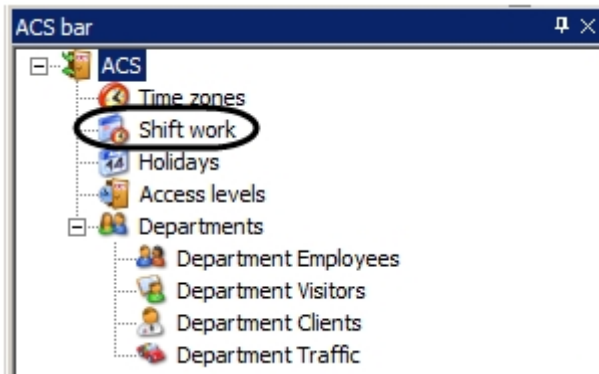 ACS bar
ACS
Time zones
Shift work
Holidays
Access levels
Departments
Department Employees
Department Visitors
Department Clients
Department Traffic